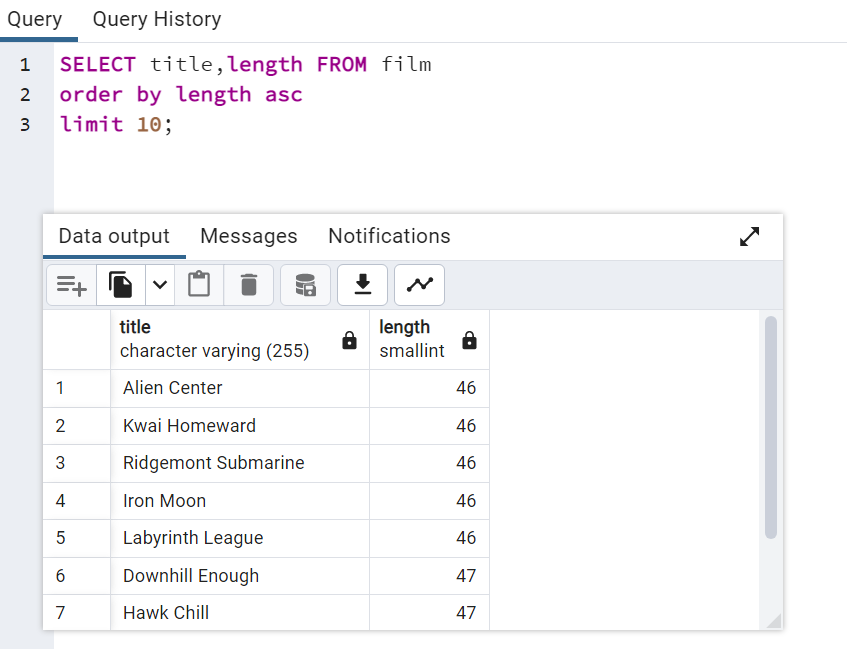 Query Query History
1 SELECT title,length FROM film
2 order by length asc
3 limit 10;
Data output Messages Notifications
title length
character varying (255) smallint
1 Alien Center 46
2 Kwai Homeward 46
3 Ridgemont Submarine 46
4 Iron Moon 46
5 Labyrinth League 46
6 Downhill Enough 47
7 Hawk Chill 47